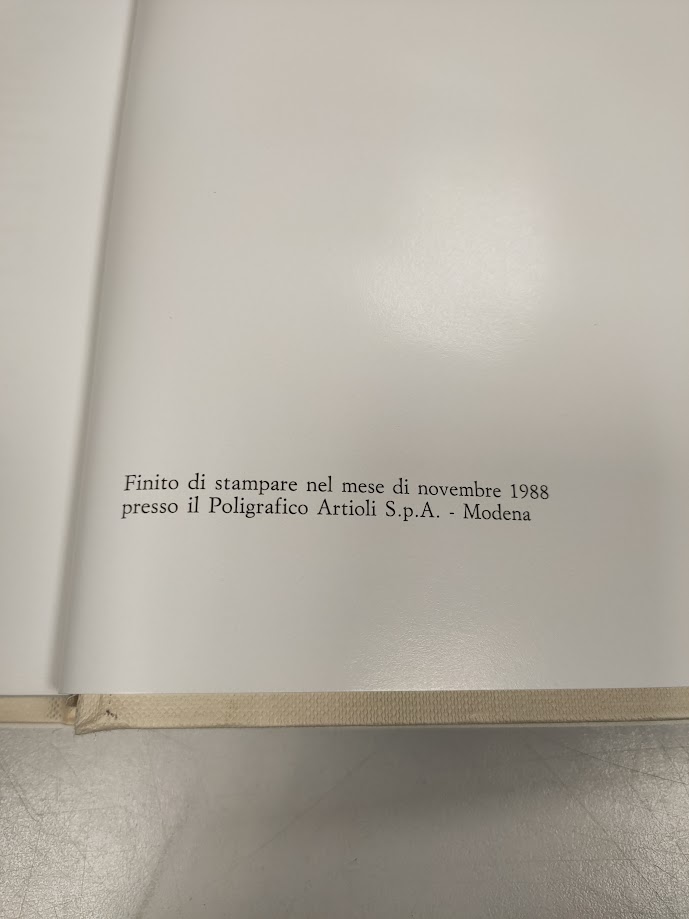 Finito di stampare nel mese di novembre 1988
presso il Poligrafico Artioli S.p.A. - Modena